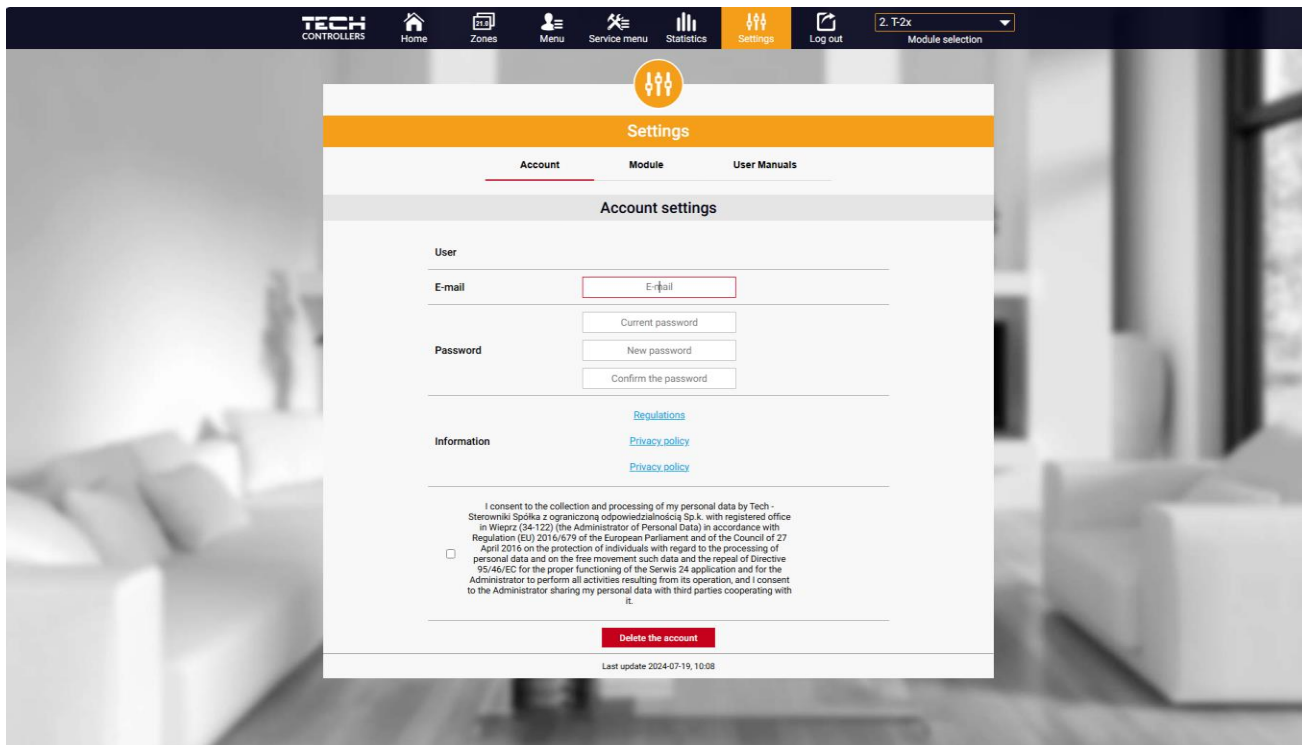 TECH
CONTROLLERS
Home
21.0
Zones
Menu
Service menu
Statistics
Settings
Log out
2. T-2x
Module selection
Settings
Account Module User Manuals
Account settings
User
E-mail E-mail
Current password
Password New password
Confirm the password
Regulations
Information Privacy policy
Privacy policy
I consent to the collection and processing of my personal data by Tech -
Sterowniki Spółka z ograniczoną odpowiedzialnością Sp.k. with registered office
in Wieprz (34-122) (the Administrator of Personal Data) in accordance with
Regulation (EU) 2016/679 of the European Parliament and of the Council of 27
April 2016 on the protection of individuals with regard to the processing of
personal data and on the free movement such data and the repeal of Directive
95/46/EC for the proper functioning of the Serwis 24 application and for the
Administrator to perform all activities resulting from its operation, and I consent
to the Administrator sharing my personal data with third parties cooperating with
it.
Delete the account
Last update 2024-07-19, 10:08